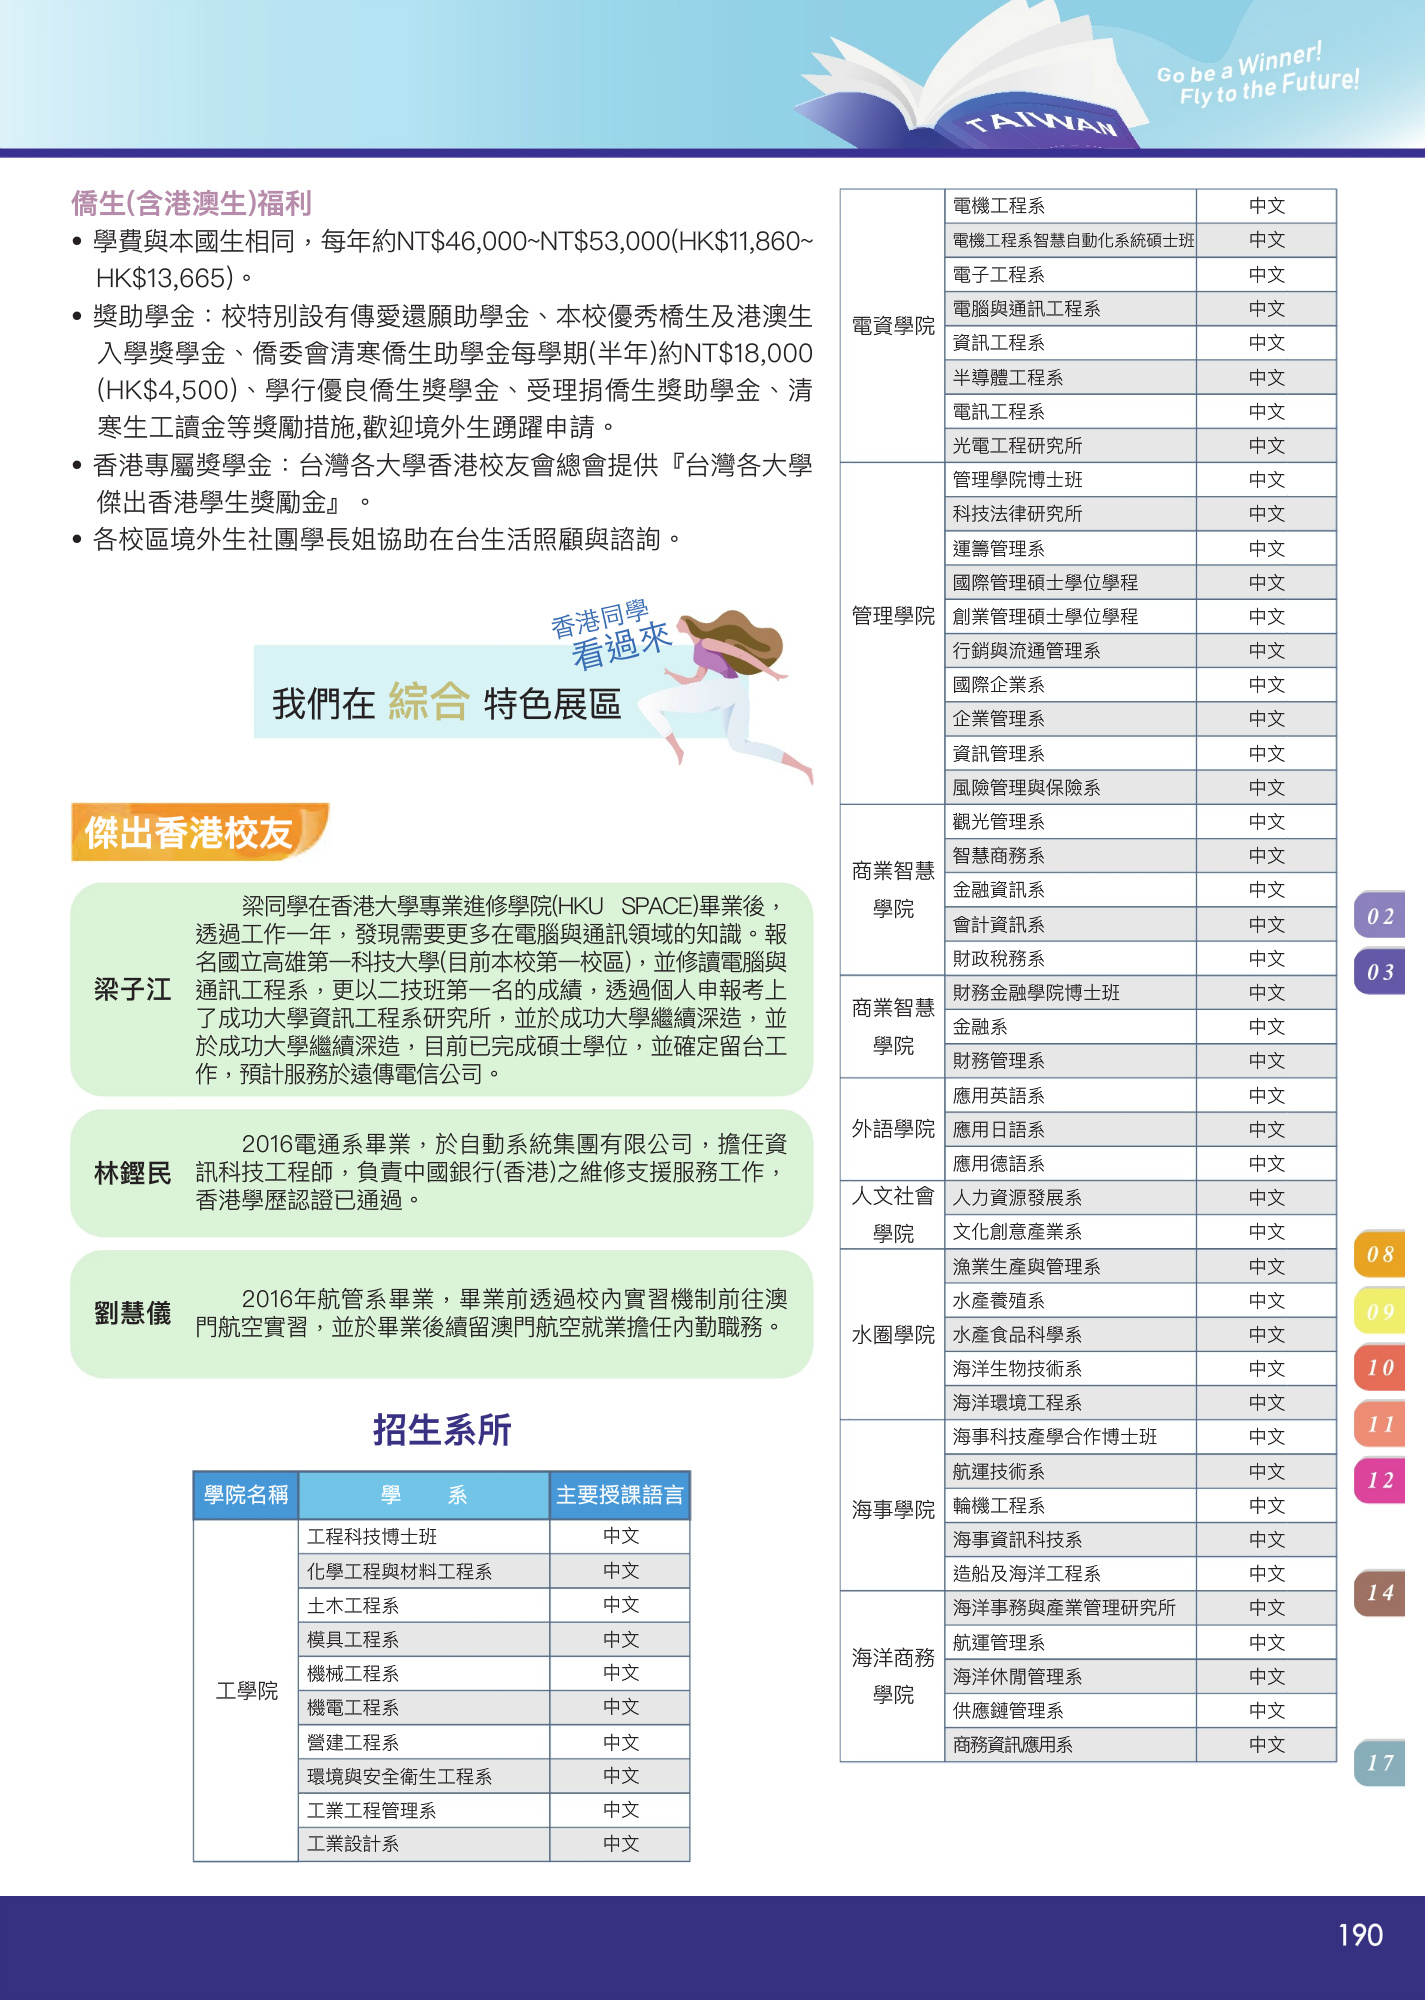 Go be a Winner!
Fly to the Future!
TAIWAN
僑生(含港澳生)福利
• 學費與本國生相同，每年約NT$46,000~NT$53,000(HK$11,860~
HK$13,665)。
• 獎助學金：校特別設有傳愛還願助學金、本校優秀橋生及港澳生
入學獎學金、僑委會清寒僑生助學金每學期(半年)約NT$18,000
(HK$4,500)、學行優良僑生獎學金、受理捐僑生獎助學金、清
寒生工讀金等獎勵措施,歡迎境外生踴躍申請。
• 香港專屬獎學金：台灣各大學香港校友會總會提供『台灣各大學
傑出香港學生獎勵金』。
• 各校區境外生社團學長姐協助在台生活照顧與諮詢。
香港同學
看過來
我們在 綜合 特色展區
傑出香港校友
梁子江
梁同學在香港大學專業進修學院(HKU SPACE)畢業後，
透過工作一年，發現需要更多在電腦與通訊領域的知識。報
名國立高雄第一科技大學(目前本校第一校區)，並修讀電腦與
通訊工程系，更以二技班第一名的成績，透過個人申報考上
了成功大學資訊工程系研究所，並於成功大學繼續深造，並
於成功大學繼續深造，目前已完成碩士學位，並確定留台工
作，預計服務於遠傳電信公司。
林鏗民
2016電通系畢業，於自動系統集團有限公司，擔任資
訊科技工程師，負責中國銀行(香港)之維修支援服務工作，
香港學歷認證已通過。
劉慧儀
2016年航管系畢業，畢業前透過校內實習機制前往澳
門航空實習，並於畢業後續留澳門航空就業擔任內勤職務。
招生系所
學院名稱 學 系 主要授課語言
工學院
工程科技博士班 中文
化學工程與材料工程系 中文
土木工程系 中文
模具工程系 中文
機械工程系 中文
機電工程系 中文
營建工程系 中文
環境與安全衛生工程系 中文
工業工程管理系 中文
工業設計系 中文
電資學院
電機工程系 中文
電機工程系智慧自動化系統碩士班 中文
電子工程系 中文
電腦與通訊工程系 中文
資訊工程系 中文
半導體工程系 中文
電訊工程系 中文
光電工程研究所 中文
管理學院
管理學院博士班 中文
科技法律研究所 中文
運籌管理系 中文
國際管理碩士學位學程 中文
創業管理碩士學位學程 中文
行銷與流通管理系 中文
國際企業系 中文
企業管理系 中文
資訊管理系 中文
風險管理與保險系 中文
商業智慧
學院
觀光管理系 中文
智慧商務系 中文
金融資訊系 中文
會計資訊系 中文
財政稅務系 中文
商業智慧
學院
財務金融學院博士班 中文
金融系 中文
財務管理系 中文
外語學院
應用英語系 中文
應用日語系 中文
應用德語系 中文
人文社會
學院
人力資源發展系 中文
文化創意產業系 中文
水圈學院
漁業生產與管理系 中文
水產養殖系 中文
水產食品科學系 中文
海洋生物技術系 中文
海洋環境工程系 中文
海事學院
海事科技產學合作博士班 中文
航運技術系 中文
輪機工程系 中文
海事資訊科技系 中文
造船及海洋工程系 中文
海洋商務
學院
海洋事務與產業管理研究所 中文
航運管理系 中文
海洋休閒管理系 中文
供應鏈管理系 中文
商務資訊應用系 中文
02
03
08
09
10
11
12
14
17
190